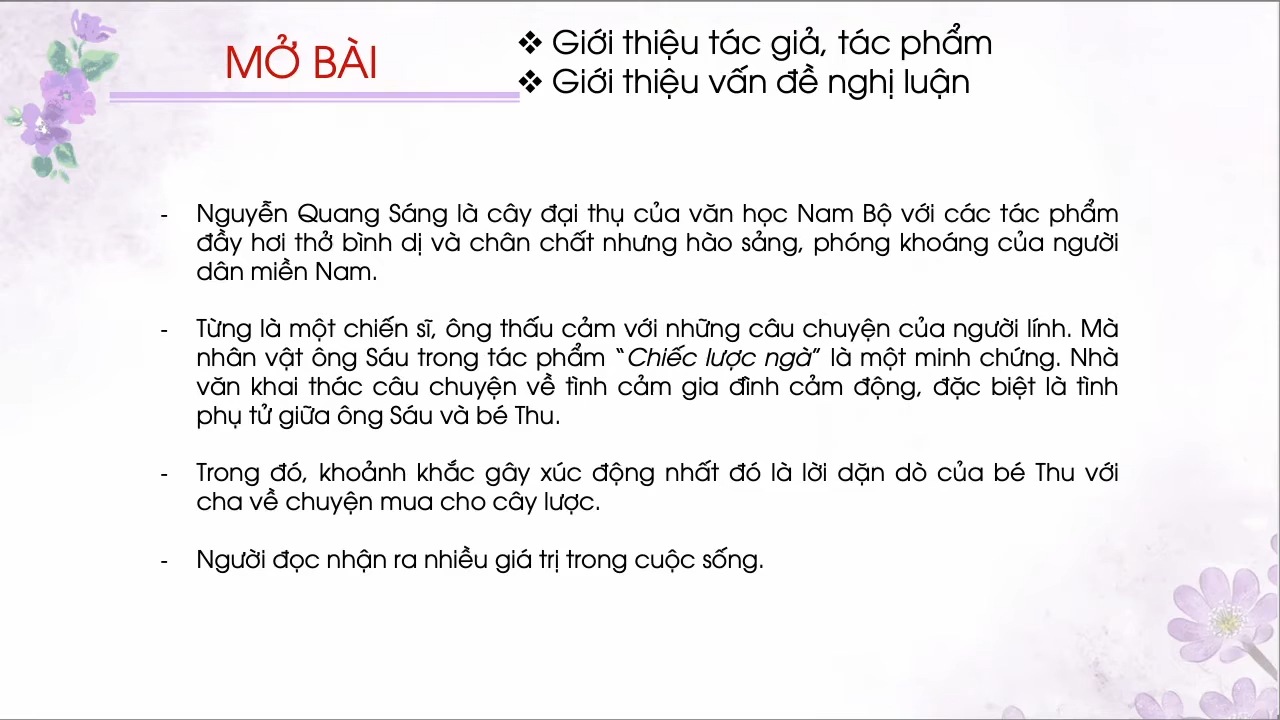 MỞ BÀI
❖ Giới thiệu tác giả, tác phẩm
❖ Giới thiệu vấn đề nghị luận
- Nguyễn Quang Sáng là cây đại thụ của văn học Nam Bộ với các tác phẩm
đầy hơi thở bình dị và chân chất nhưng hào sảng, phóng khoáng của người
dân miền Nam.
- Từng là một chiến sĩ, ông thấu cảm với những câu chuyện của người lính. Mà
nhân vật ông Sáu trong tác phẩm “Chiếc lược ngà” là một minh chứng. Nhà
văn khai thác câu chuyện về tình cảm gia đình cảm động, đặc biệt là tình
phụ tử giữa ông Sáu và bé Thu.
- Trong đó, khoảnh khắc gây xúc động nhất đó là lời dặn dò của bé Thu với
cha về chuyện mua cho cây lược.
- Người đọc nhận ra nhiều giá trị trong cuộc sống.